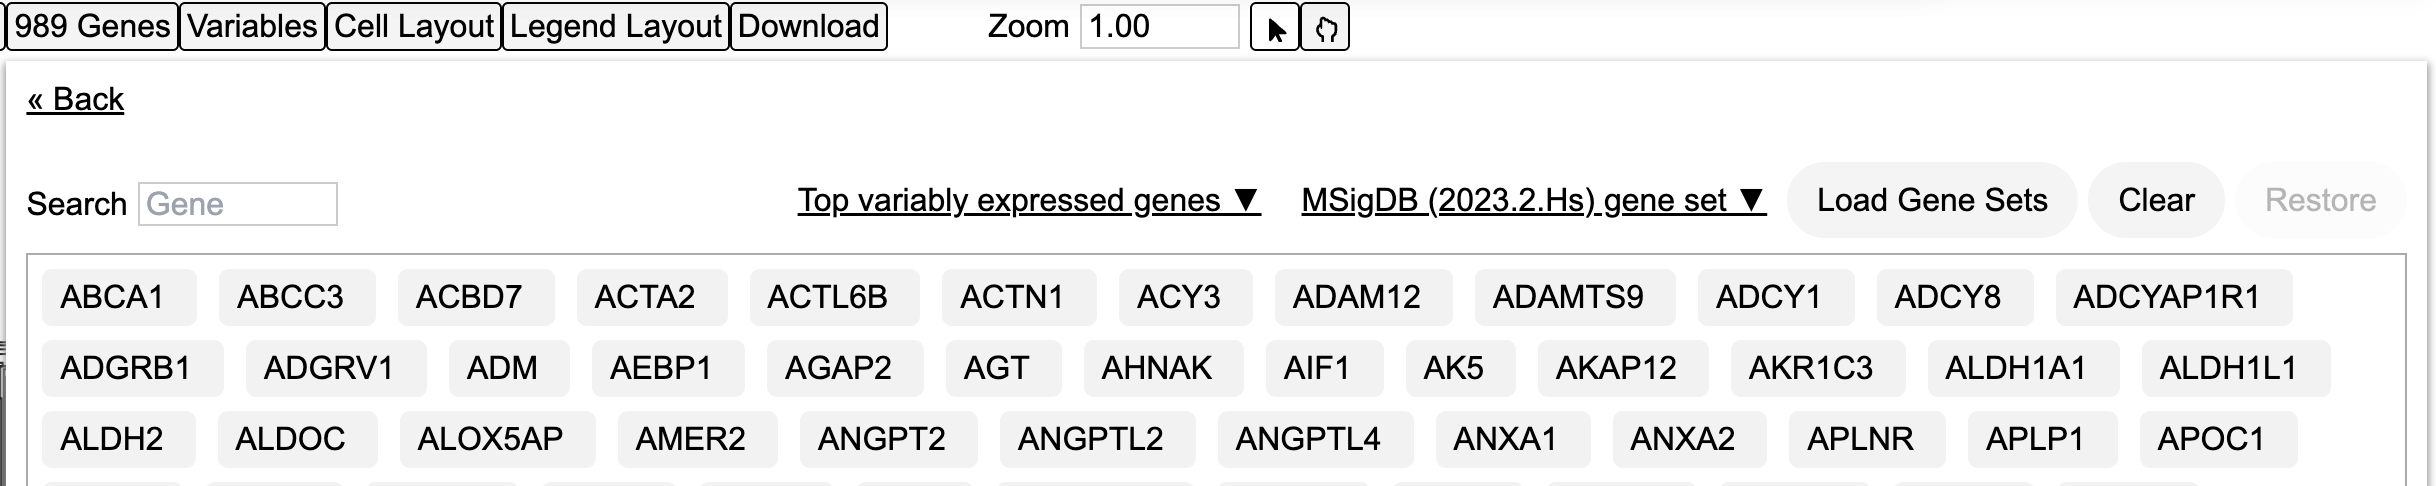 989 Genes Variables Cell Layout Legend Layout Download Zoom 1.00
« Back
Search Gene Top variably expressed genes ▼ MSigDB (2023.2.Hs) gene set ▼ Load Gene Sets Clear Restore
ABCA1 ABCC3 ACBD7 ACTA2 ACTL6B ACTN1 ACY3 ADAM12 ADAMTS9 ADCY1 ADCY8 ADCYAP1R1
ADGRB1 ADGRV1 ADM AEBP1 AGAP2 AGT AHNAK AIF1 AK5 AKAP12 AKR1C3 ALDH1A1 ALDH1L1
ALDH2 ALDOC ALOX5AP AMER2 ANGPT2 ANGPTL2 ANGPTL4 ANXA1 ANXA2 APLNR APLP1 APOC1